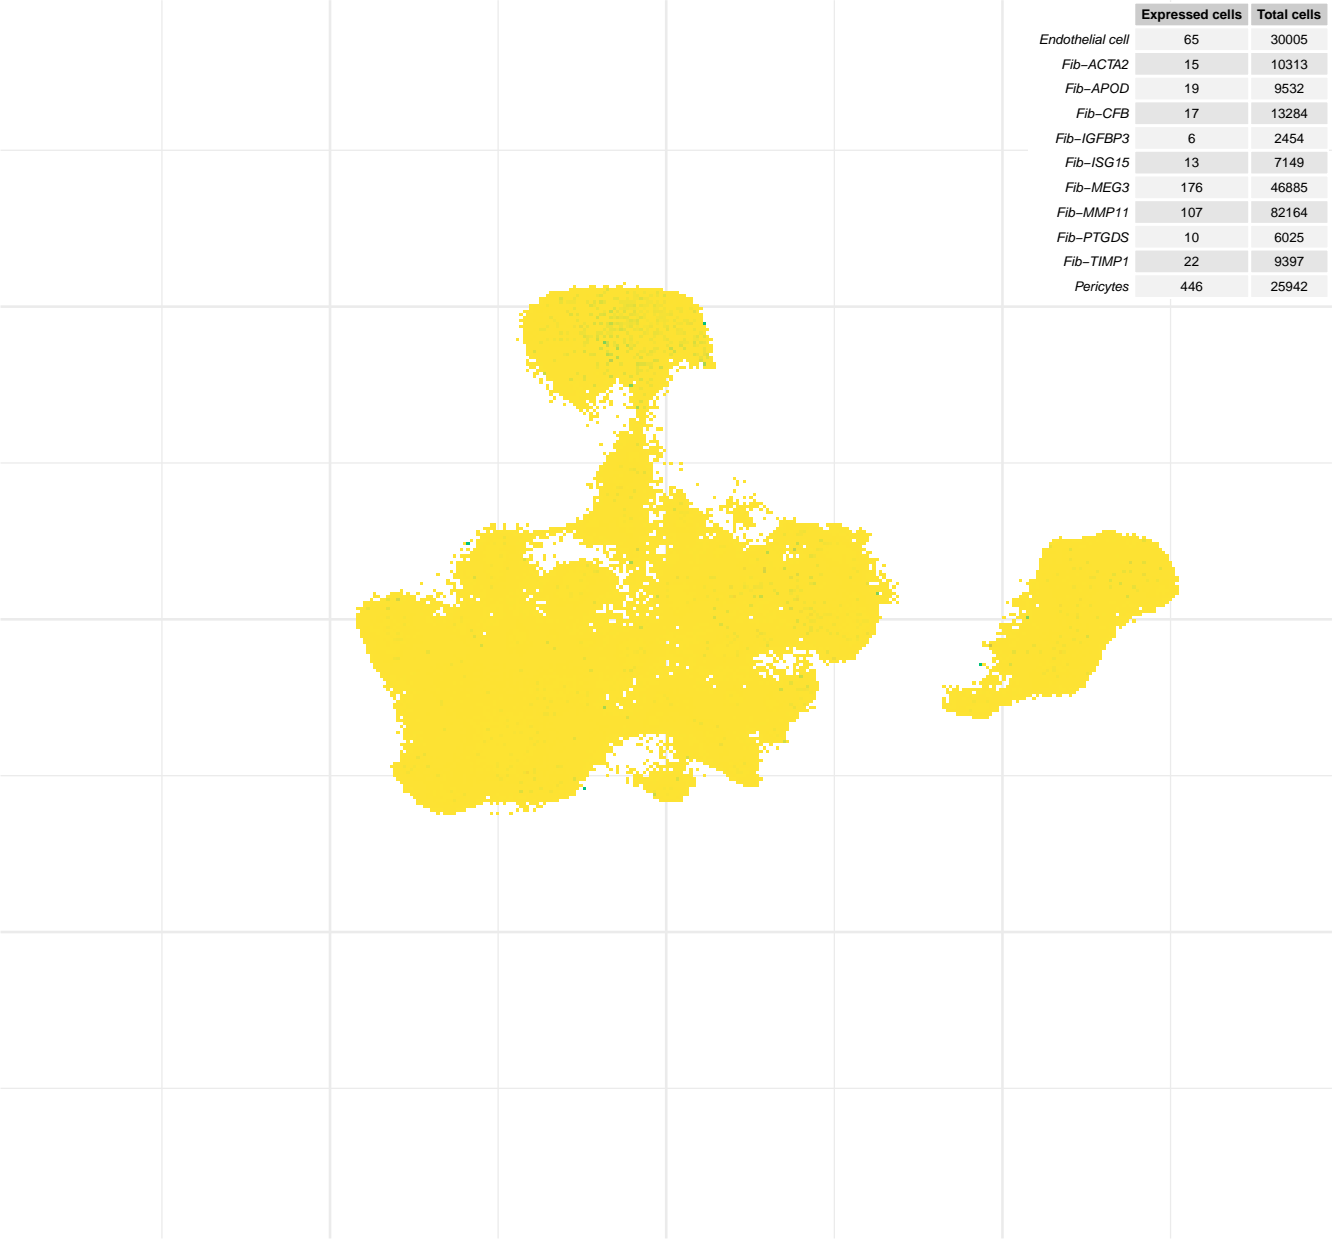 Expressed cells Total cells
Endothelial cell 65 30005
Fib−ACTA2 15 10313
Fib−APOD 19 9532
Fib−CFB 17 13284
Fib−IGFBP3 6 2454
Fib−ISG15 13 7149
Fib−MEG3 176 46885
Fib−MMP11 107 82164
Fib−PTGDS 10 6025
Fib−TIMP1 22 9397
Pericytes 446 25942